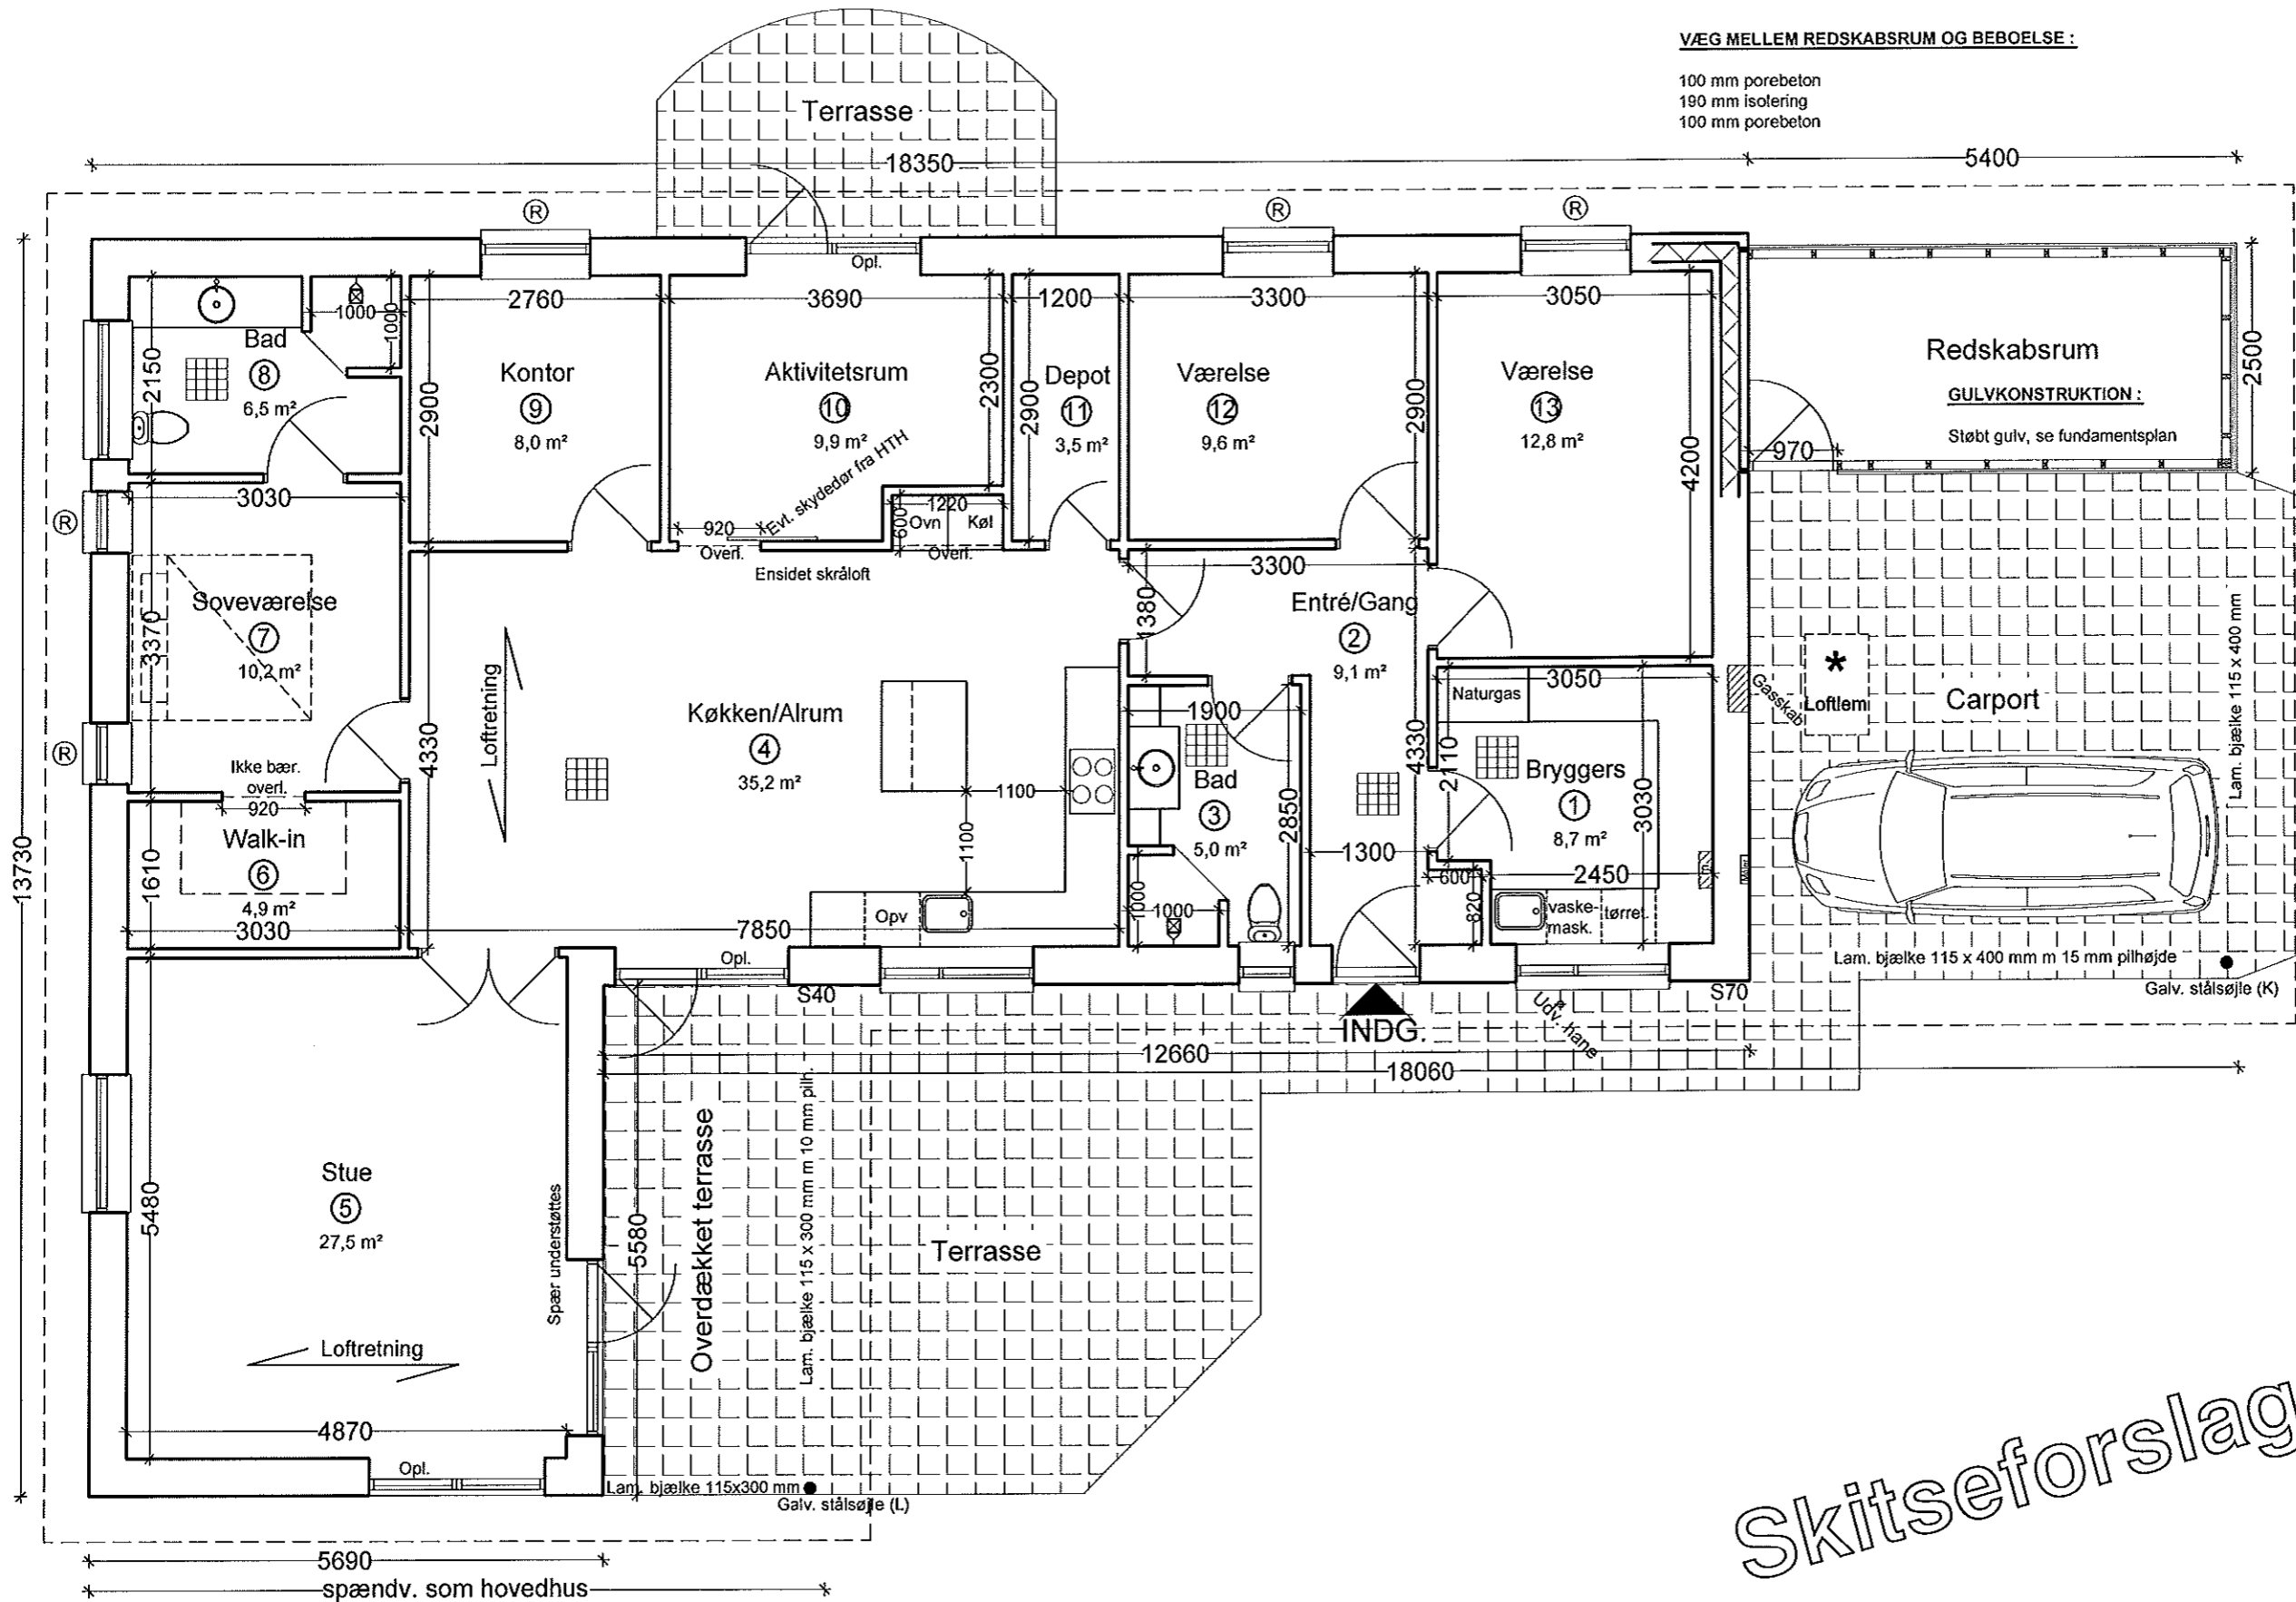 VÆG MELLEM REDSKABSRUM OG BEBOELSE :
100 mm porebeton
190 mm isolering
100 mm porebeton
Terrasse
18350
5400
R
R
R
Opl.
2760
3690
1200
3300
3050
1000
1000
Bad
8
6,5 m²
2150
Kontor
9
8,0 m²
2900
Aktivitetsrum
10
9,9 m²
2300
Depot
11
3,5 m²
2900
Værelse
12
9,6 m²
2900
Værelse
13
12,8 m²
4200
Redskabsrum
GULVKONSTRUKTION :
Støbt gulv, se fundamentsplan
2500
970
3030
R
920
Evt. skydedør fra HTH
Overl.
1220
600
Ovn
Køl
Overl.
Ensidet skråloft
3300
1380
Soveværelse
7
10,2 m²
3370
Loftretning
Køkken/Alrum
4
35,2 m²
4330
Entré/Gang
2
9,1 m²
4330
Naturgas
3050
Gasskab
*
Loftlem
Carport
Lam. bjælke 115 x 400 mm
R
Ikke bær.
overl.
920
1100
1100
1900
Bad
3
5,0 m²
2850
1300
2110
Bryggers
1
8,7 m²
3030
Walk-in
6
4,9 m²
1610
3030
13730
7850
Opv
1000
1000
600
820
2450
vaske-
mask.
tørret.
Lam. bjælke 115 x 400 mm m 15 mm pilhøjde
Galv. stålsøjle (K)
Opl.
S40
S70
INDG.
Udv. hane
12660
18060
Stue
5
27,5 m²
5480
Spær understøttes
5580
Overdækket terrasse
Lam. bjælke 115 x 300 mm m 10 mm pilh.
Terrasse
Loftretning
4870
Opl.
Lam. bjælke 115x300 mm
Galv. stålsøjle (L)
5690
spændv. som hovedhus
Skitseforslag